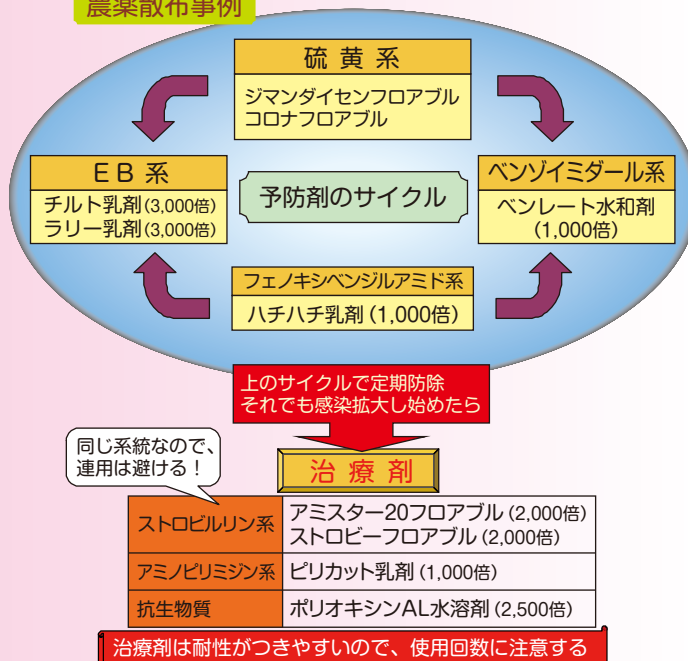 農薬散布事例
硫黄系
ジマンダイセンフロアブル
コロナフロアブル
EB系
チルト乳剤(3,000倍)
ラリー乳剤(3,000倍)
予防剤のサイクル
ベンゾイミダール系
ベンレート水和剤
(1,000倍)
フェノキシベンジルアミド系
ハチハチ乳剤(1,000倍)
上のサイクルで定期防除
それでも感染拡大し始めたら
同じ系統なので、
連用は避ける!
治療剤
ストロビルリン系
アミスター20フロアブル(2,000倍)
ストロビーフロアブル(2,000倍)
アミノピリミジン系
ピリカット乳剤(1,000倍)
抗生物質
ポリオキシンAL水溶剤(2,500倍)
治療剤は耐性がつきやすいので、使用回数に注意する